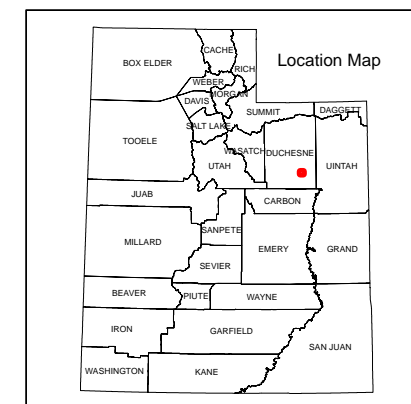 Location Map
CACHE
BOX ELDER
RICH
WEBER
MORGAN
DAVIS
SUMMIT
DAGGETT
SALT LAKE
TOOELE
WASATCH
DUCHESNE
UTAH
UINTAH
JUAB
CARBON
SANPETE
MILLARD
EMERY
GRAND
SEVIER
BEAVER
PIUTE
WAYNE
IRON
GARFIELD
SAN JUAN
WASHINGTON
KANE